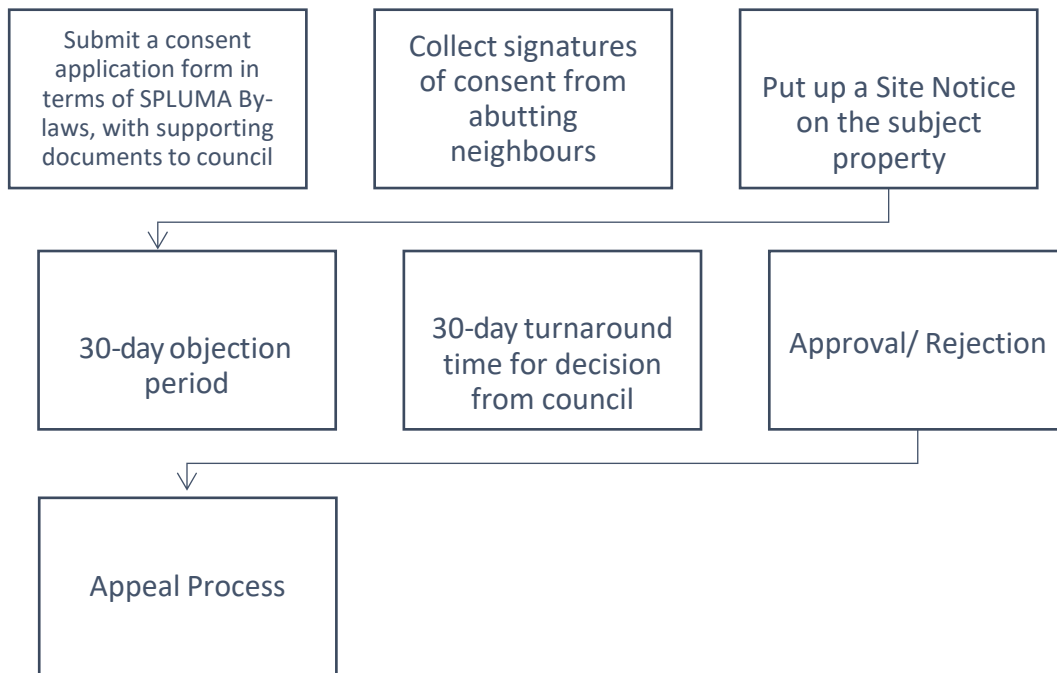 Submit a consent
application form in
terms of SPLUMA By-
laws, with supporting
documents to council
Collect signatures
of consent from
abutting
neighbours
Put up a Site Notice
on the subject
property
30-day objection
period
30-day turnaround
time for decision
from council
Approval/ Rejection
Appeal Process